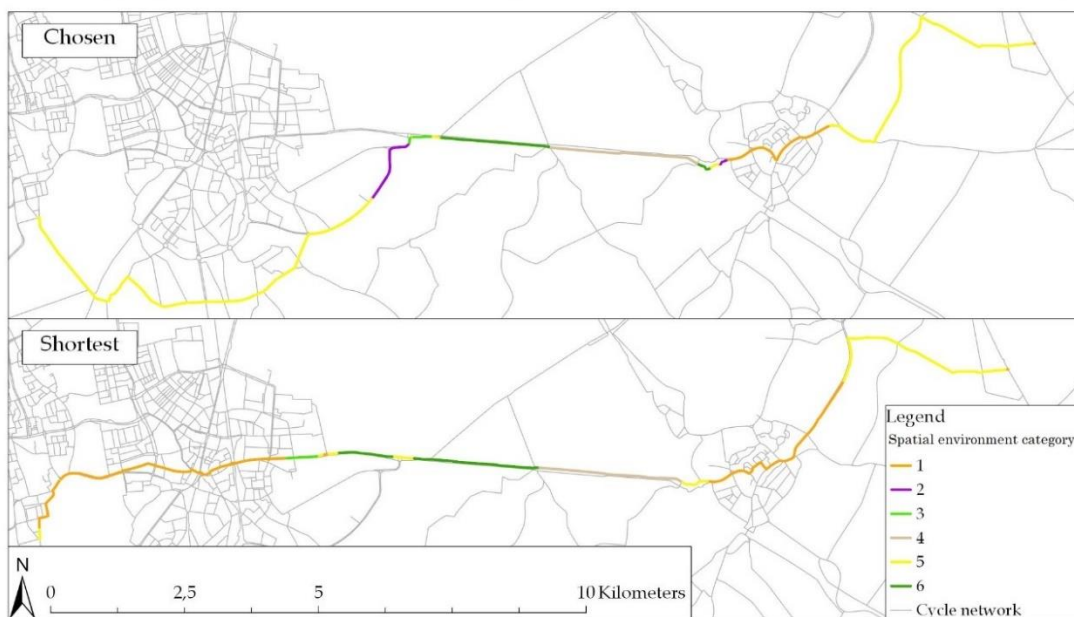 Chosen
Shortest
Legend
Spatial environment category
1
2
3
4
5
6
Cycle network
N
0 2,5 5 10 Kilometers